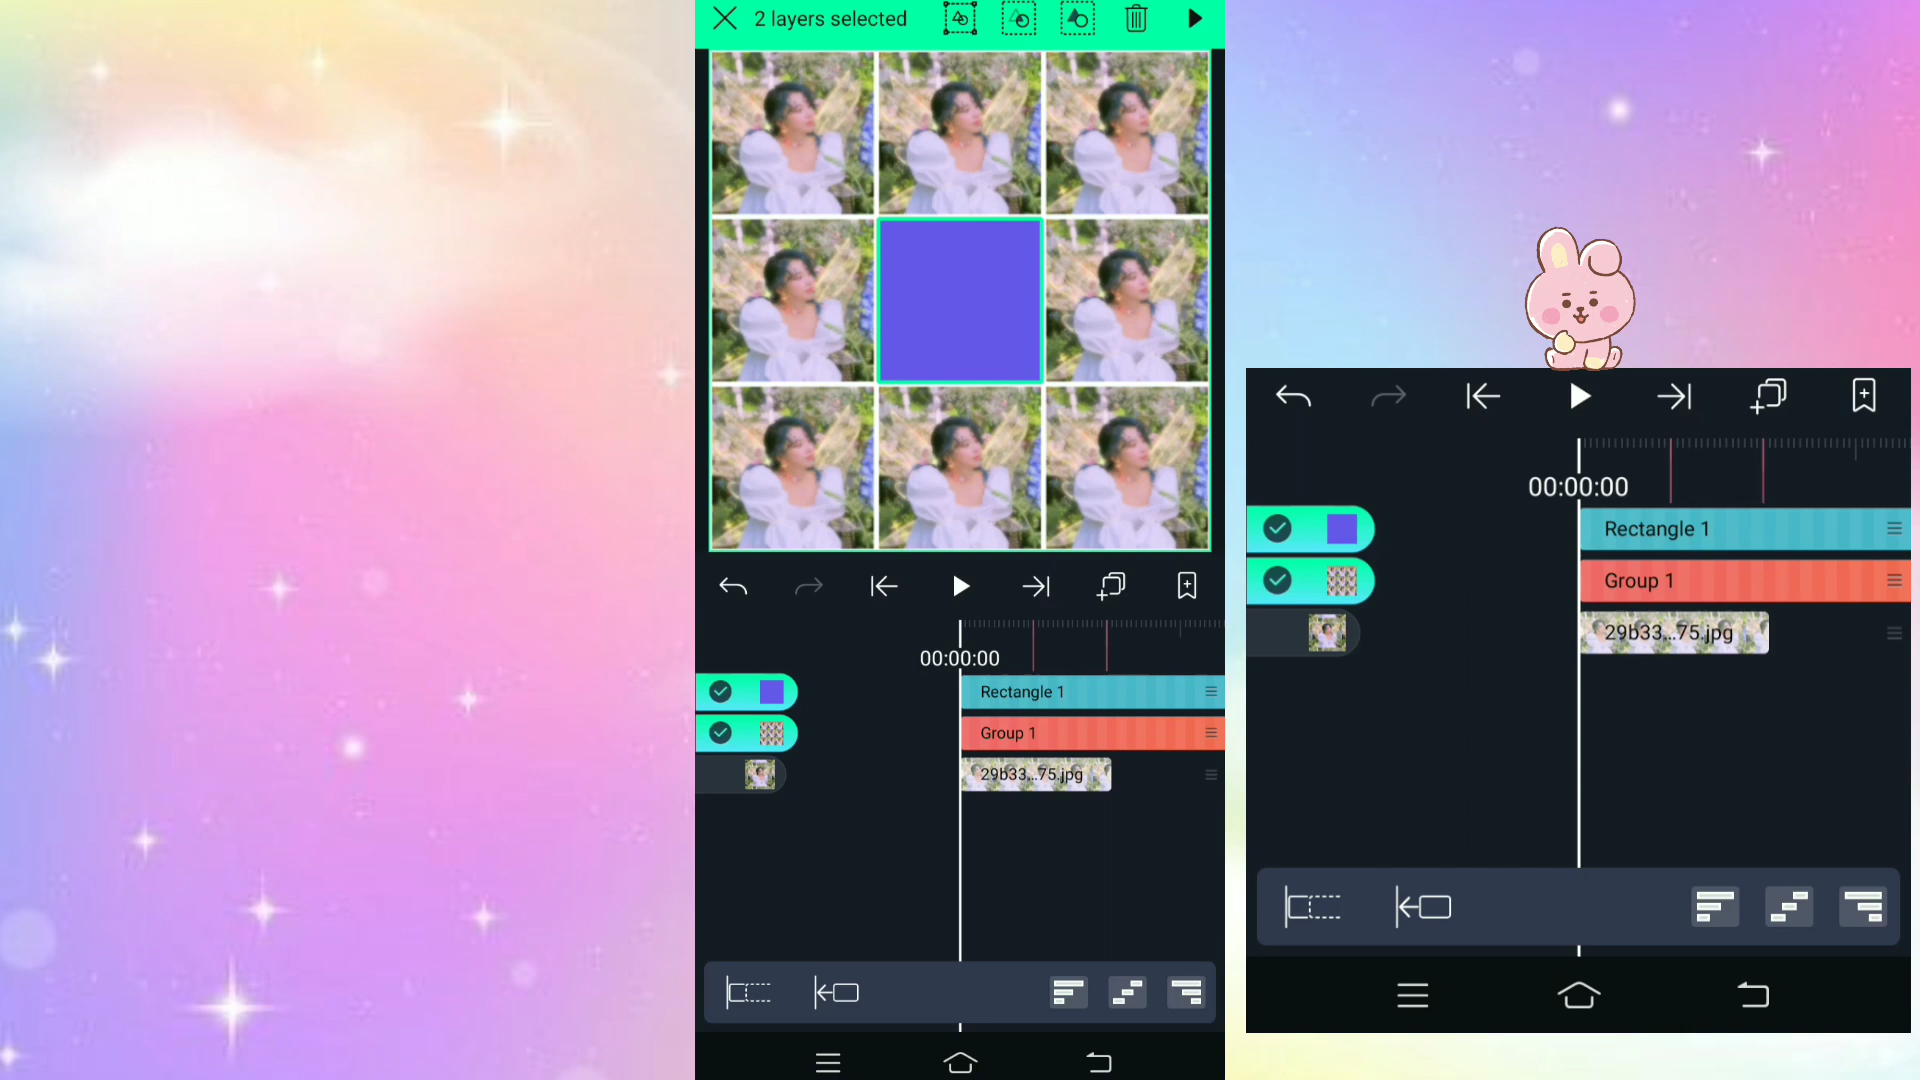 2 layers selected
00:00:00
Rectangle 1
Group 1
29b33...75.jpg
00:00:00
Rectangle 1
Group 1
29b33...75.jpg